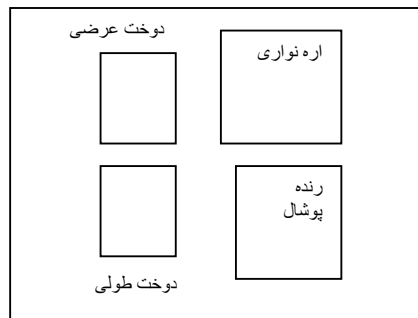 دوخت عرضی
اره نواری
رنده
پوشال
دوخت طولی